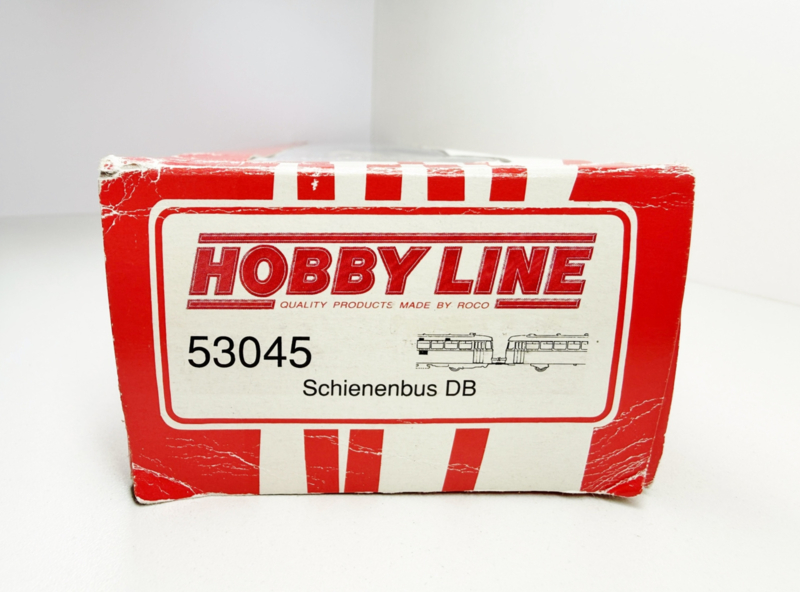 HOBBY LINE
QUALITY PRODUCTS MADE BY ROCO
53045
Schienenbus DB